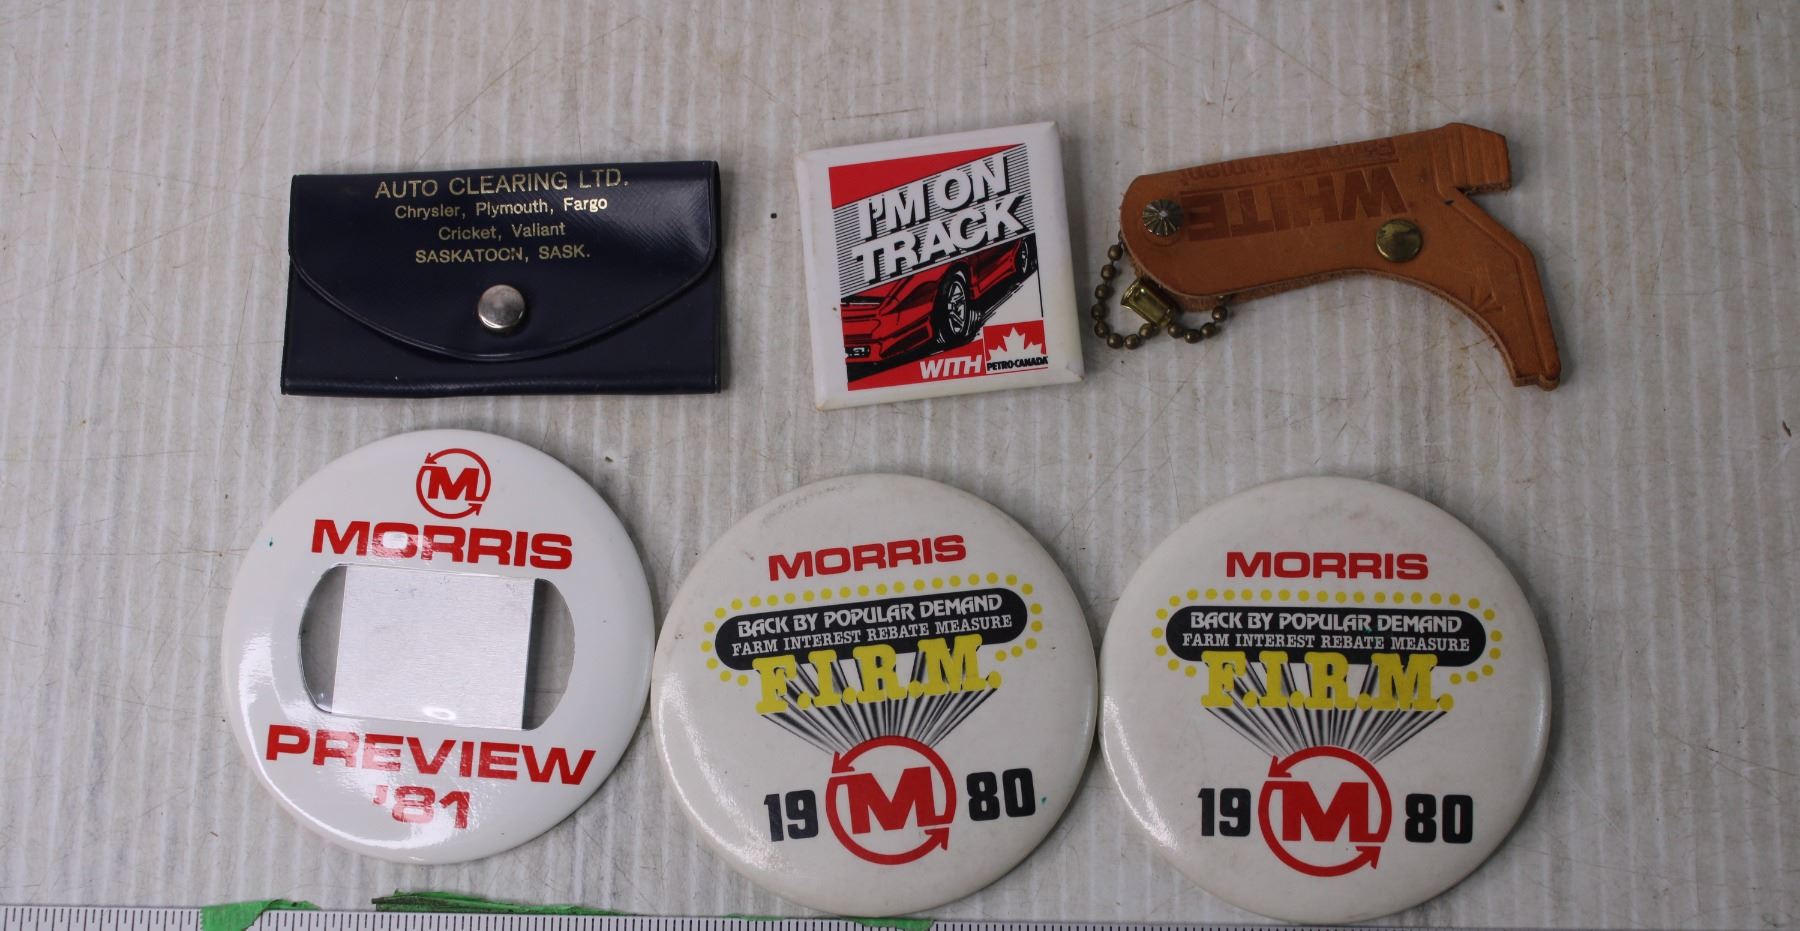 AUTO CLEARING LTD.
Chrysler, Plymouth, Fargo
Cricket, Valiant
SASKATOON, SASK.
I'M ON
TRACK
WITH
PETRO-CANADA
WHITE
Farm Equipment
M
MORRIS
PREVIEW
'81
MORRIS
BACK BY POPULAR DEMAND
FARM INTEREST REBATE MEASURE
F.I.R.M.
19 M 80
MORRIS
BACK BY POPULAR DEMAND
FARM INTEREST REBATE MEASURE
F.I.R.M.
19 M 80